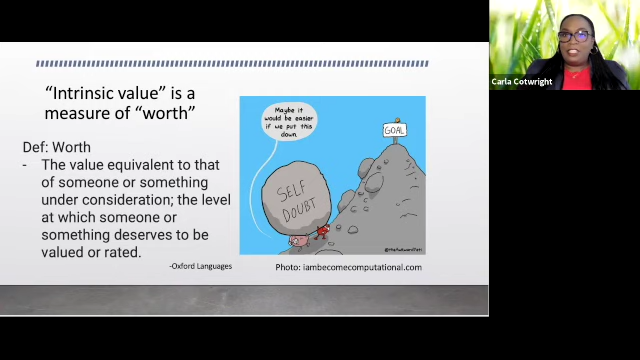 “Intrinsic value” is a
measure of “worth”
Def: Worth
- The value equivalent to that
of someone or something
under consideration; the level
at which someone or
something deserves to be
valued or rated.
-Oxford Languages
Maybe it
would be easier
if we put this
down.
GOAL
SELF
DOUBT
@theAwkwardYeti
Photo: iambecomecomputational.com
Carla Cotwright